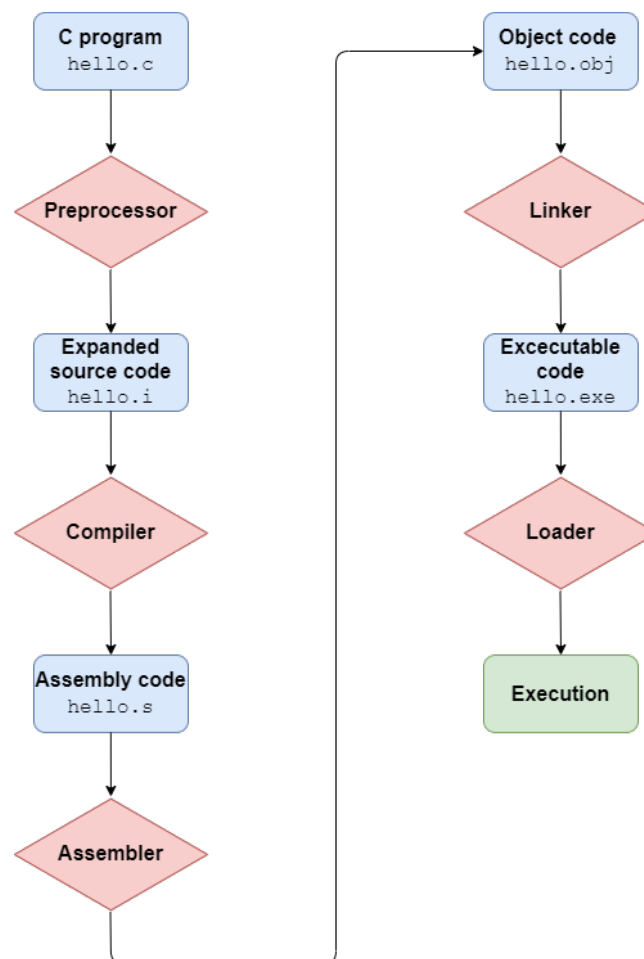 C program
hello.c
Preprocessor
Expanded
source code
hello.i
Compiler
Assembly code
hello.s
Assembler
Object code
hello.obj
Linker
Excecutable
code
hello.exe
Loader
Execution